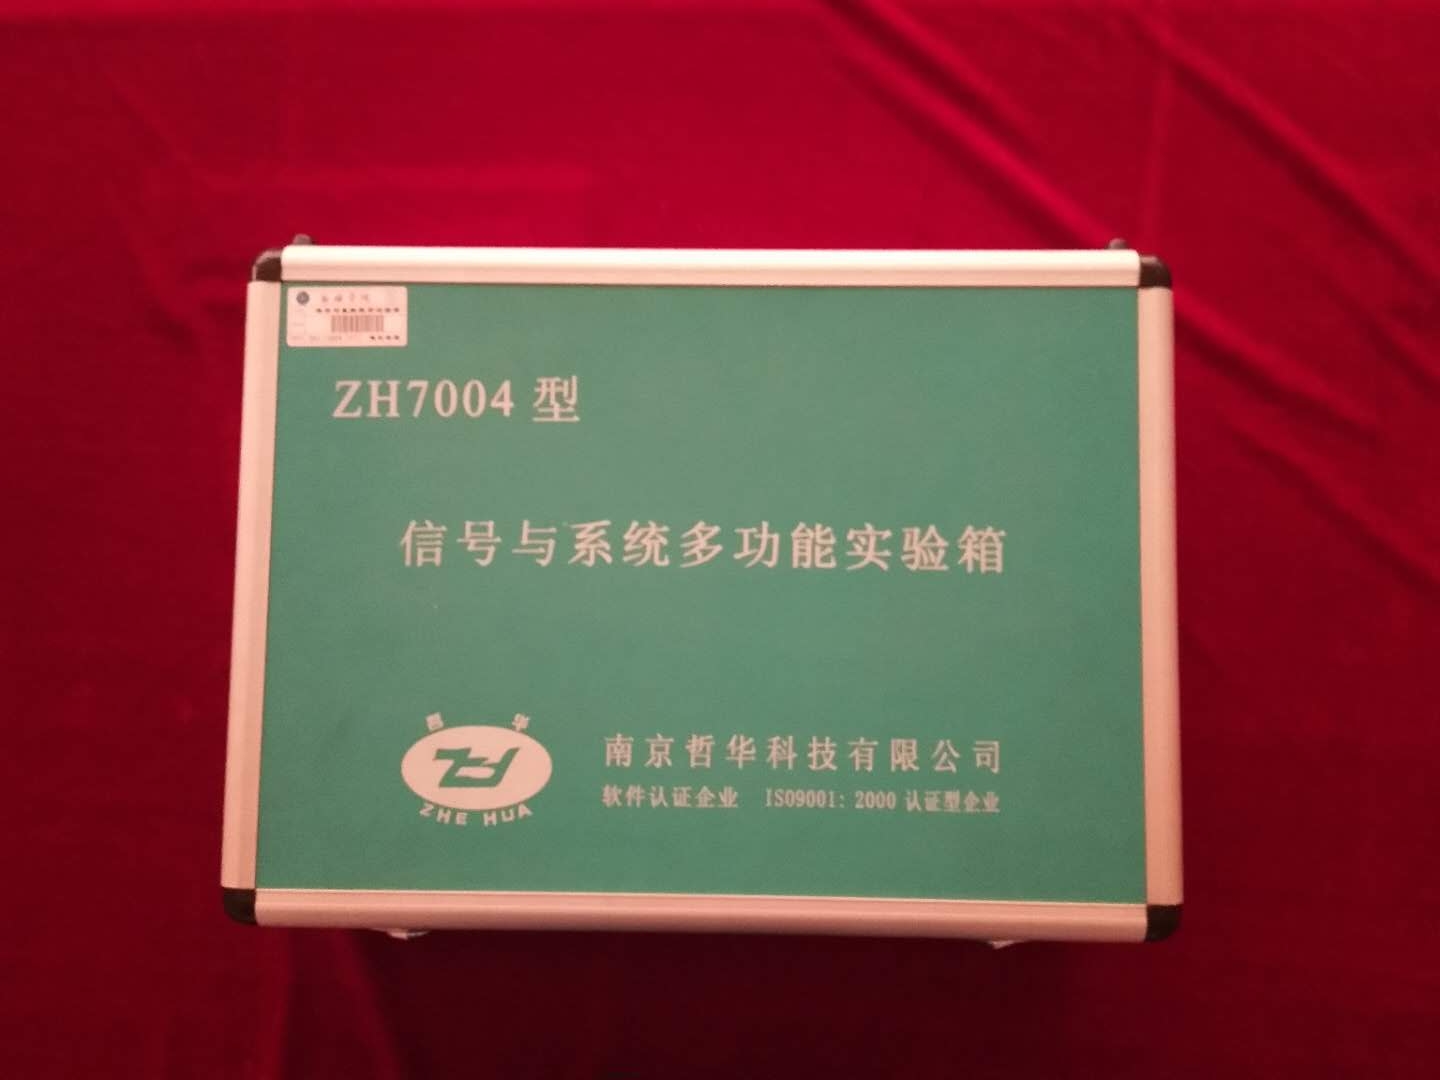 ZH7004 型
信号与系统多功能实验箱
ZHE HUA
南京哲华科技有限公司
软件认证企业 ISO9001: 2000 认证型企业